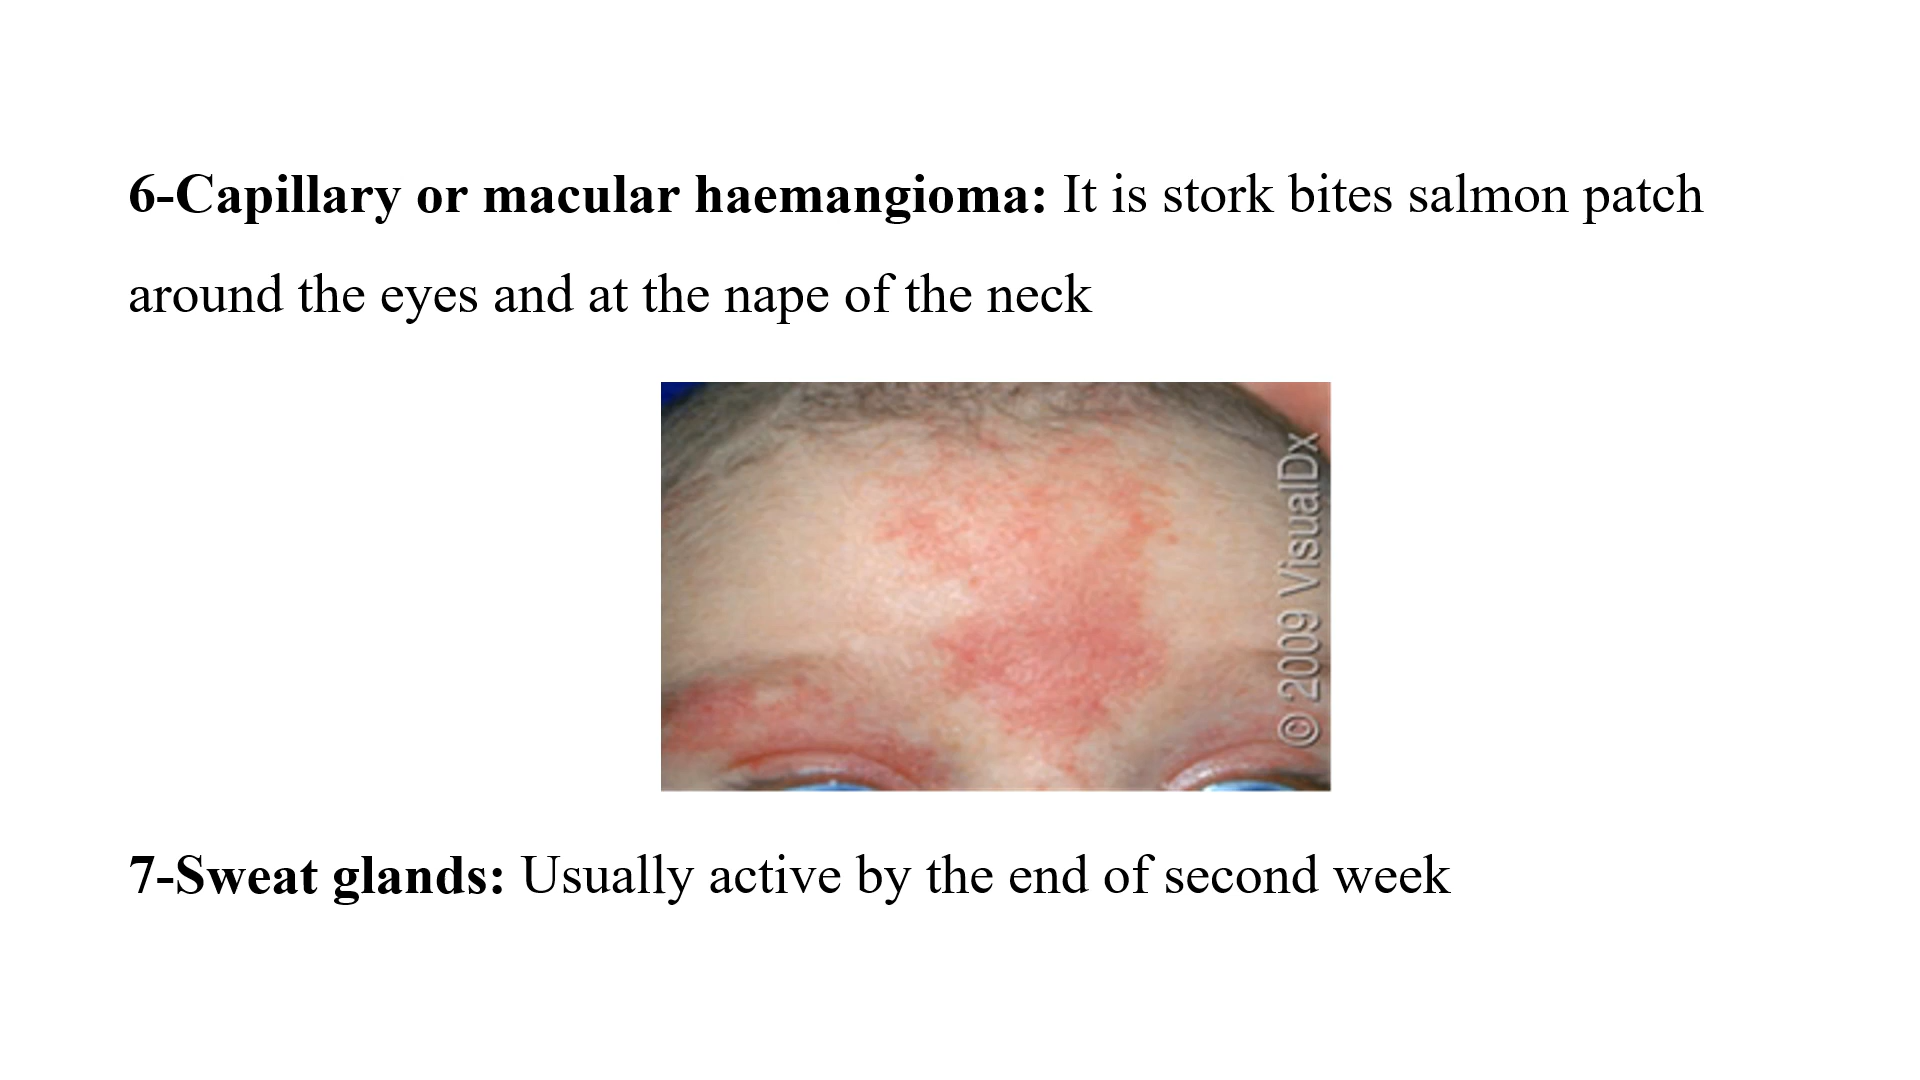 6-Capillary or macular haemangioma: It is stork bites salmon patch
around the eyes and at the nape of the neck
© 2009 VisualDx
7-Sweat glands: Usually active by the end of second week